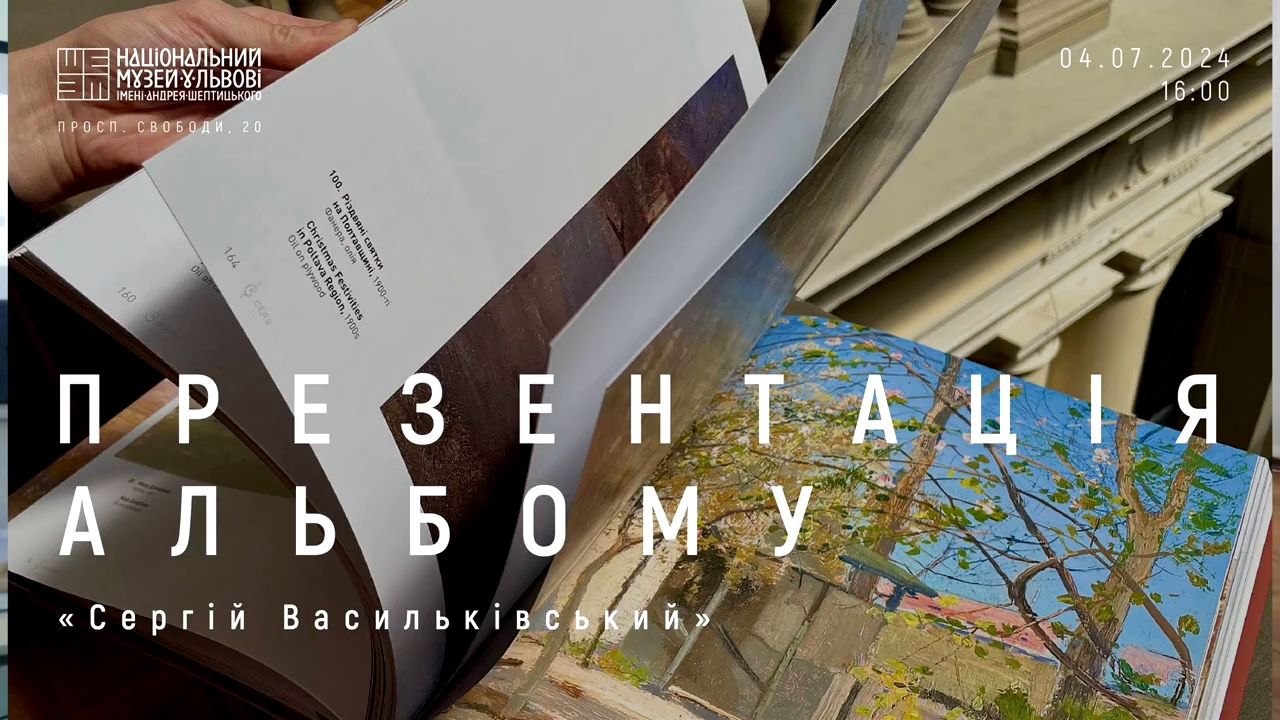 НАЦІОНАЛЬНИЙ
МУЗЕЙ У ЛЬВОВІ
ІМЕНІ АНДРЕЯ ШЕПТИЦЬКОГО
ПРОСП. СВОБОДИ, 20
04.07.2024
16:00
100. Різдвяні святки
на Полтавщині, 1900-ті
Фанера, олія
Christmas Festivities
in Poltava Region, 1900s
Oil on plywood
164
160
Oil on
ПРЕЗЕНТАЦІЯ
АЛЬБОМУ
«Сергій Васильківський»